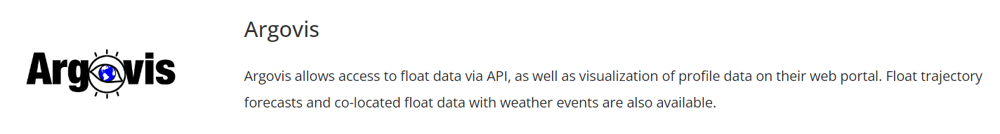 Argovis
Argovis
Argovis allows access to float data via API, as well as visualization of profile data on their web portal. Float trajectory
forecasts and co-located float data with weather events are also available.